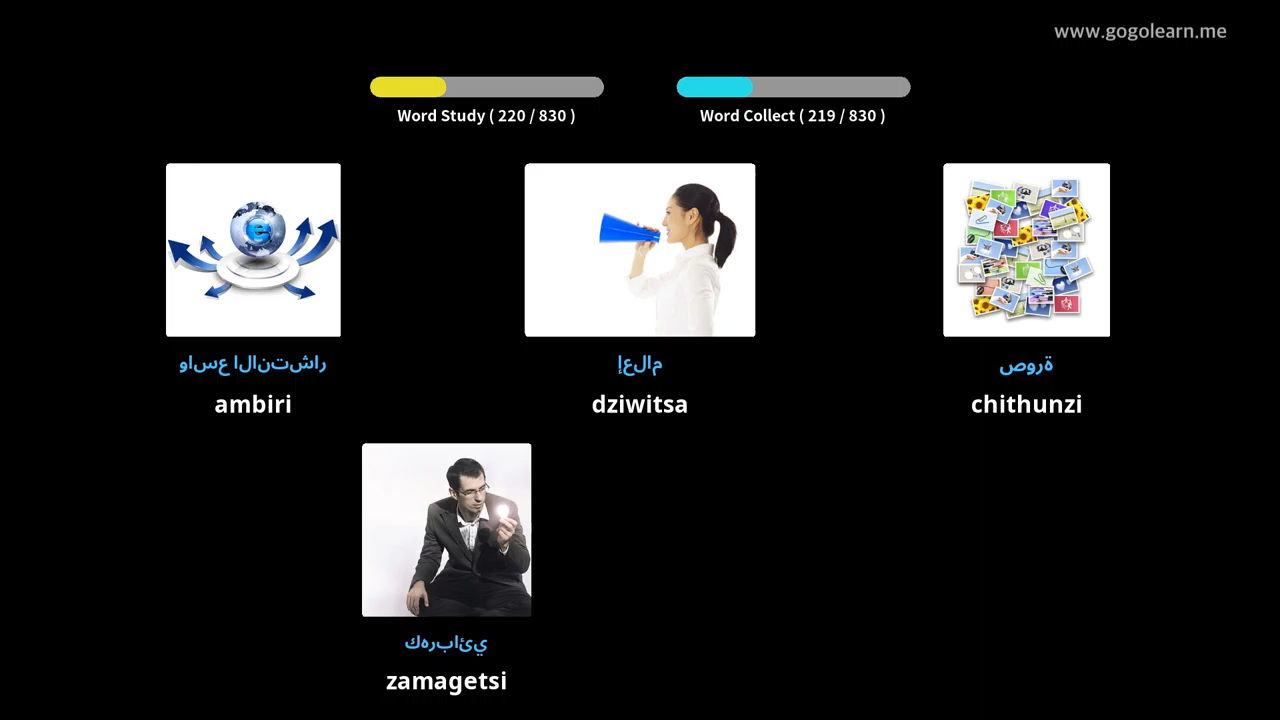 www.gogolearn.me
Word Study ( 220 / 830 )
Word Collect ( 219 / 830 )
واسع الانتشار
ambiri
إعلام
dziwitsa
صورة
chithunzi
كهربائي
zamagetsi